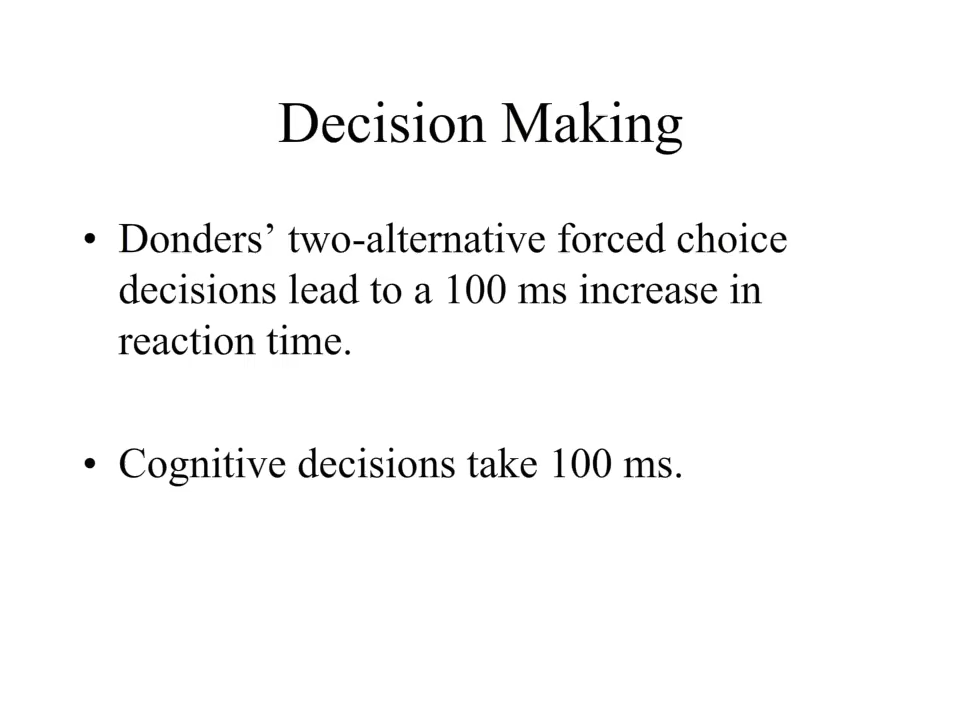 Decision Making
• Donders’ two-alternative forced choice
decisions lead to a 100 ms increase in
reaction time.
• Cognitive decisions take 100 ms.